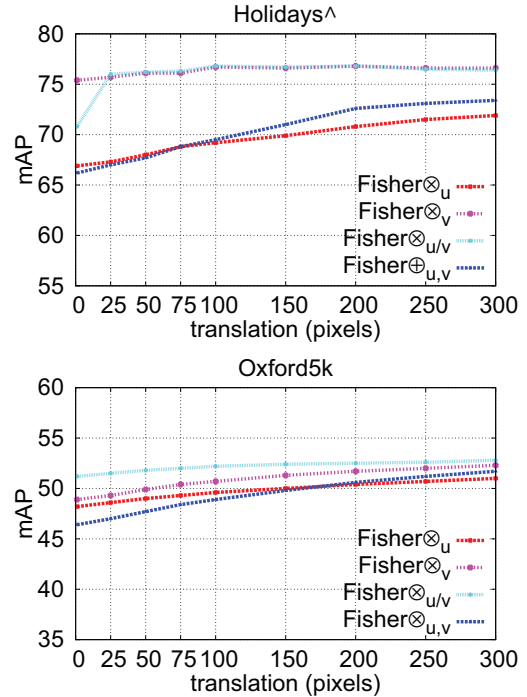 Holidays^
80
75
70
65
60
55
mAP
Fisher⊗u
Fisher⊗v
Fisher⊗u/v
Fisher⊕u,v
0 25 50 75 100 150 200 250 300
translation (pixels)
Oxford5k
60
55
50
45
40
35
mAP
Fisher⊗u
Fisher⊗v
Fisher⊗u/v
Fisher⊗u,v
0 25 50 75 100 150 200 250 300
translation (pixels)